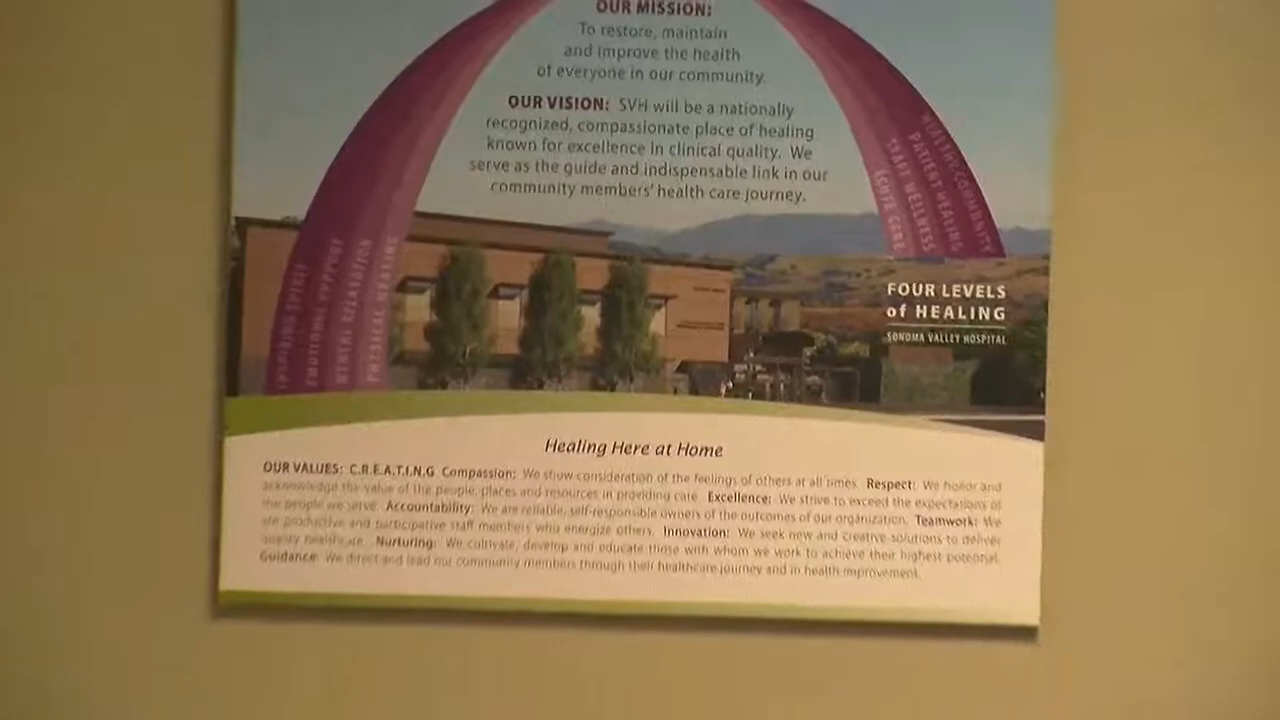 OUR MISSION:
To restore, maintain
and improve the health
of everyone in our community.
OUR VISION: SVH will be a nationally
recognized, compassionate place of healing
known for excellence in clinical quality. We
serve as the guide and indispensable link in our
community members' health care journey.
HEALTHY COMMUNITY
PATIENT HEALING
STAFF WELLNESS
ACUTE CARE
EMOTIONAL SUPPORT
MENTAL RELAXATION
PHYSICAL HEALING
FOUR LEVELS
of HEALING
SONOMA VALLEY HOSPITAL
Healing Here at Home
OUR VALUES: C.R.E.A.T.I.N.G Compassion: We show consideration of the feelings of others at all times. Respect: We honor and
acknowledge the value of the people, places and resources in providing care. Excellence: We strive to exceed the expectations of
the people we serve. Accountability: We are reliable, self-responsible owners of the outcomes of our organization. Teamwork: We
are productive and participative staff members who energize others. Innovation: We seek new and creative solutions to deliver
quality healthcare. Nurturing: We cultivate, develop and educate those with whom we work to achieve their highest potential.
Guidance: We direct and lead our community members through their healthcare journey and in health improvement.